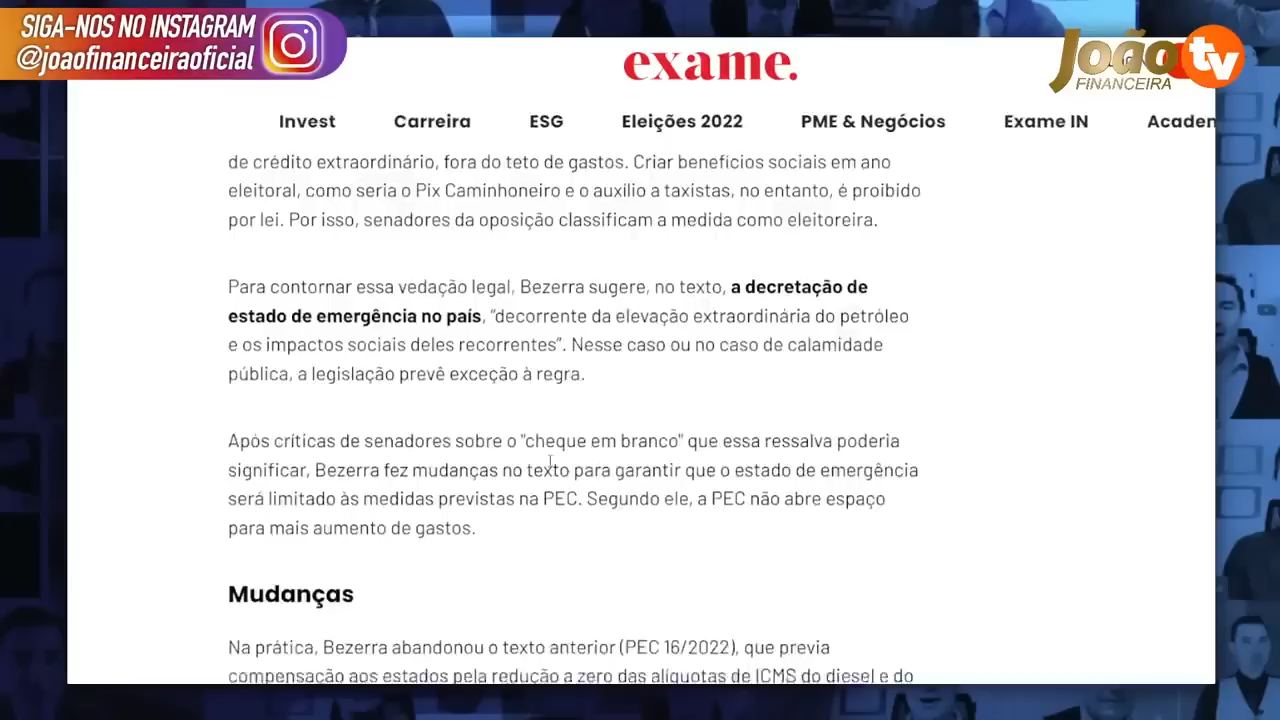 SIGA-NOS NO INSTAGRAM
@joaofinanceiraoficial
João tv
FINANCEIRA
exame.
Invest Carreira ESG Eleições 2022 PME & Negócios Exame IN Academ
de crédito extraordinário, fora do teto de gastos. Criar benefícios sociais em ano
eleitoral, como seria o Pix Caminhoneiro e o auxílio a taxistas, no entanto, é proibido
por lei. Por isso, senadores da oposição classificam a medida como eleitoreira.
Para contornar essa vedação legal, Bezerra sugere, no texto, a decretação de
estado de emergência no país, “decorrente da elevação extraordinária do petróleo
e os impactos sociais deles recorrentes”. Nesse caso ou no caso de calamidade
pública, a legislação prevê exceção à regra.
Após críticas de senadores sobre o "cheque em branco" que essa ressalva poderia
significar, Bezerra fez mudanças no texto para garantir que o estado de emergência
será limitado às medidas previstas na PEC. Segundo ele, a PEC não abre espaço
para mais aumento de gastos.
Mudanças
Na prática, Bezerra abandonou o texto anterior (PEC 16/2022), que previa
compensação aos estados pela redução a zero das alíquotas de ICMS do diesel e do